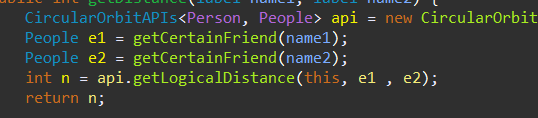 public int getDistance(label name1, label name2) {
CircularOrbitAPIs<Person, People> api = new CircularOrbit
People e1 = getCertainFriend(name1);
People e2 = getCertainFriend(name2);
int n = api.getLogicalDistance(this, e1 , e2);
return n;